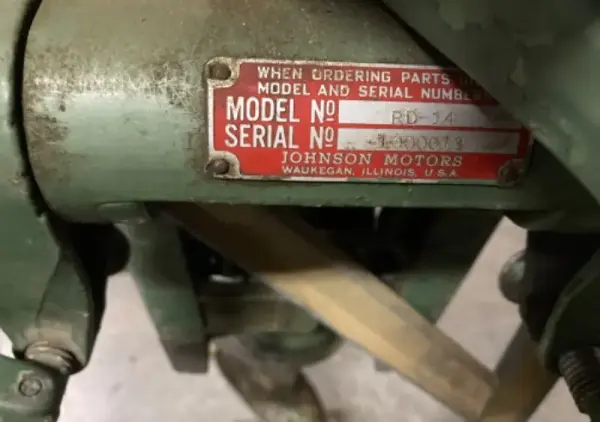 WHEN ORDERING PARTS
MODEL AND SERIAL NUMBER
MODEL Nº RD-14
SERIAL Nº
JOHNSON MOTORS
WAUKEGAN, ILLINOIS, U.S.A.